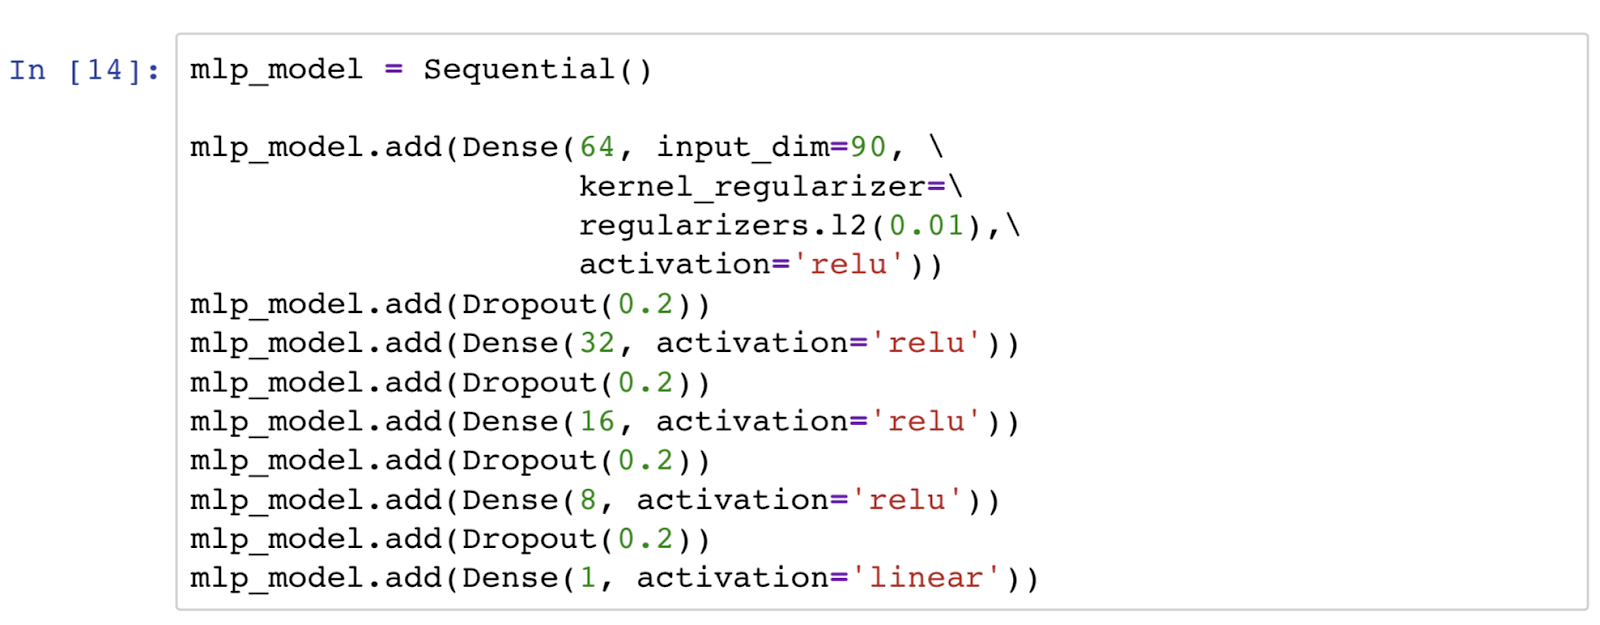 In [14]: mlp_model = Sequential()
mlp_model.add(Dense(64, input_dim=90, \
kernel_regularizer=\
regularizers.l2(0.01),\
activation='relu'))
mlp_model.add(Dropout(0.2))
mlp_model.add(Dense(32, activation='relu'))
mlp_model.add(Dropout(0.2))
mlp_model.add(Dense(16, activation='relu'))
mlp_model.add(Dropout(0.2))
mlp_model.add(Dense(8, activation='relu'))
mlp_model.add(Dropout(0.2))
mlp_model.add(Dense(1, activation='linear'))